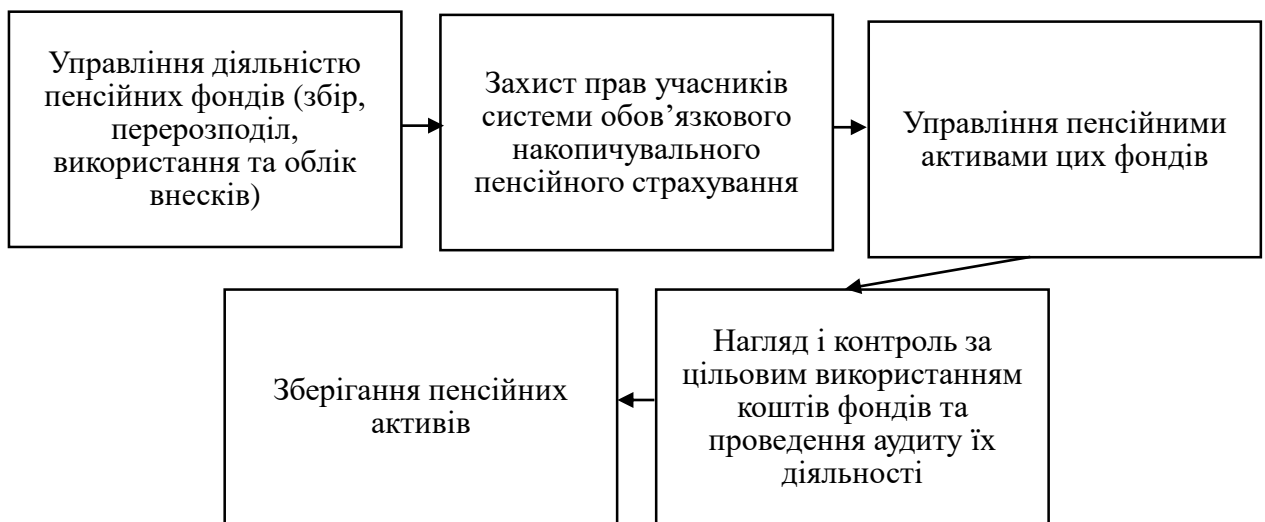 Управління діяльністю
пенсійних фондів (збір,
перерозподіл,
використання та облік
внесків)
Захист прав учасників
системи обов’язкового
накопичувального
пенсійного страхування
Управління пенсійними
активами цих фондів
Нагляд і контроль за
цільовим використанням
коштів фондів та
проведення аудиту їх
діяльності
Зберігання пенсійних
активів